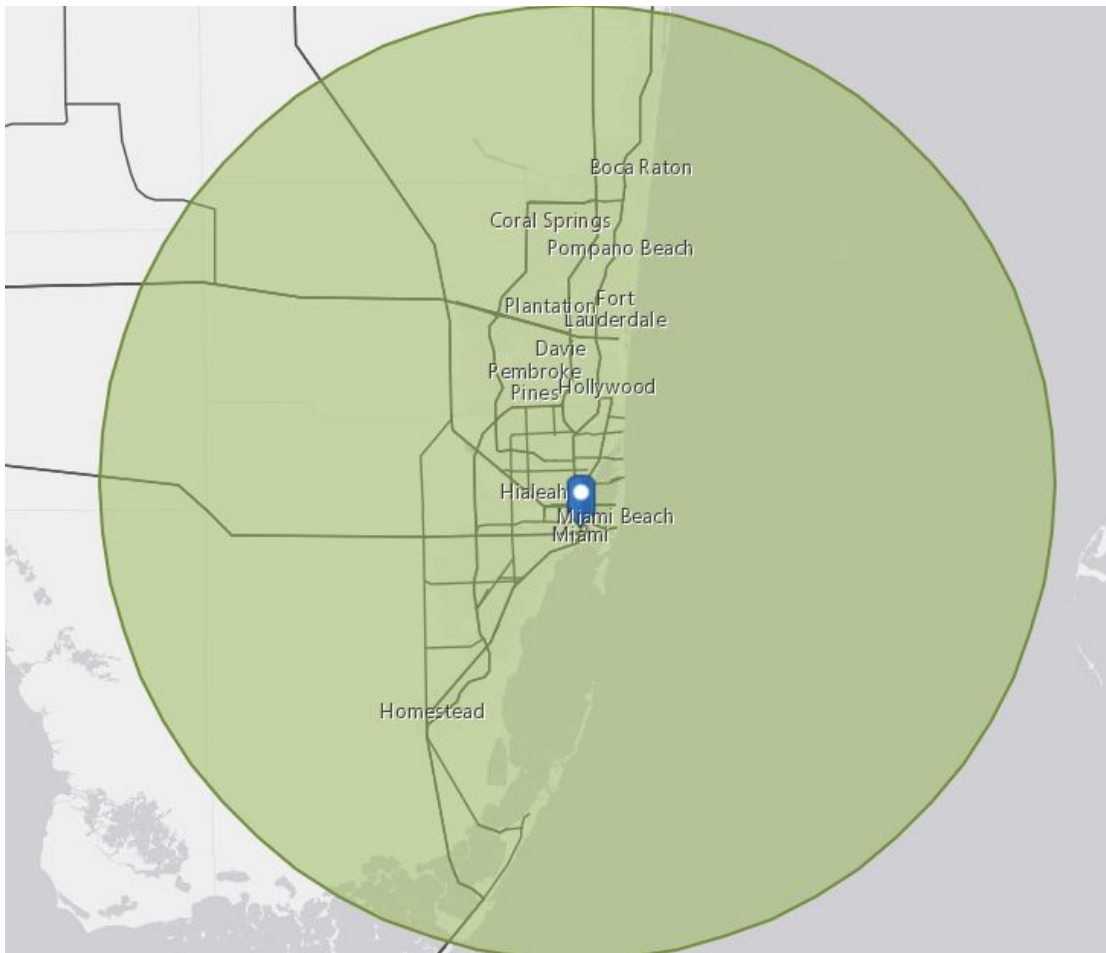 Boca Raton
Coral Springs
Pompano Beach
Plantation
Fort
Lauderdale
Davie
Pembroke
Pines
Hollywood
Hialeah
Miami Beach
Miami
Homestead